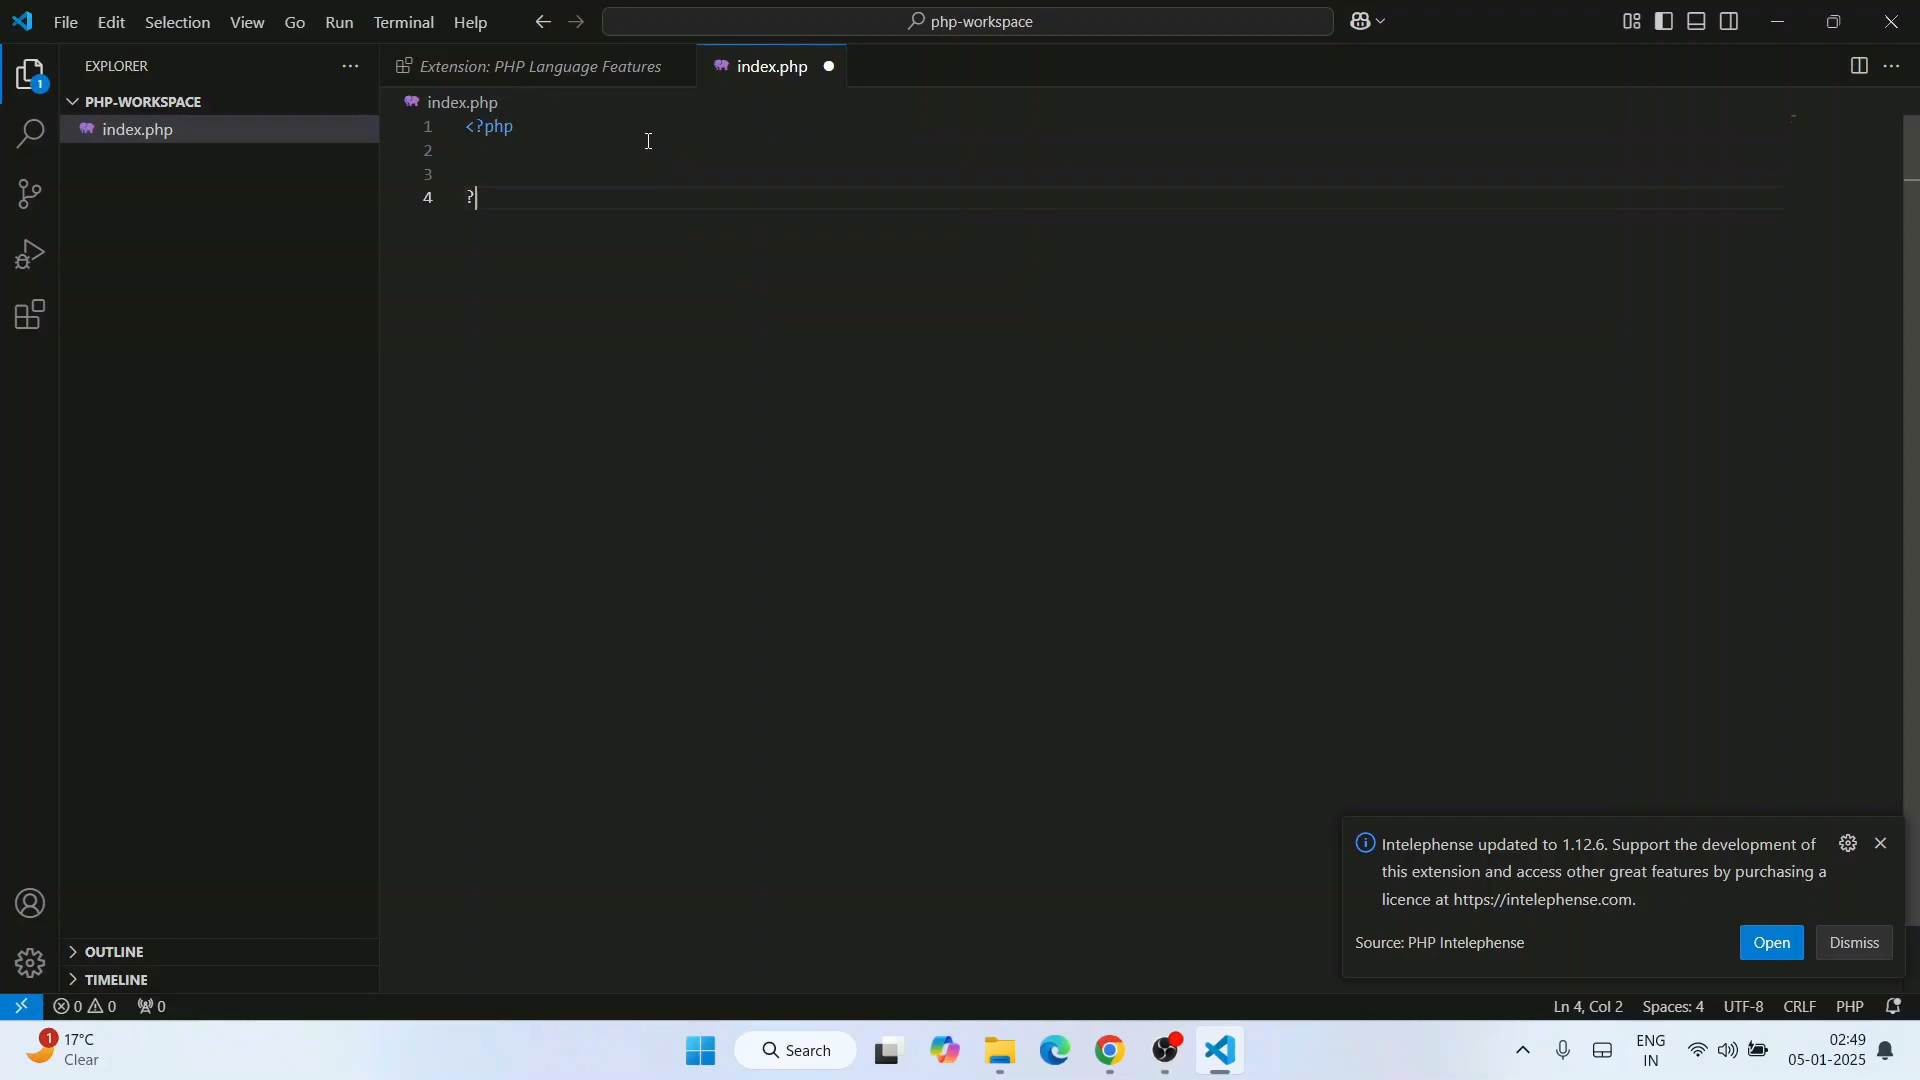 File Edit Selection View Go Run Terminal Help
php-workspace
EXPLORER
Extension: PHP Language Features
index.php
PHP-WORKSPACE
index.php
index.php
1 <?php
2
3
4 ?
1
Intelephense updated to 1.12.6. Support the development of
this extension and access other great features by purchasing a
licence at https://intelephense.com.
Source: PHP Intelephense
Open
Dismiss
OUTLINE
TIMELINE
0 0 0
Ln 4, Col 2 Spaces: 4 UTF-8 CRLF PHP
1
17°C
Clear
Search
ENG
IN
02:49
05-01-2025